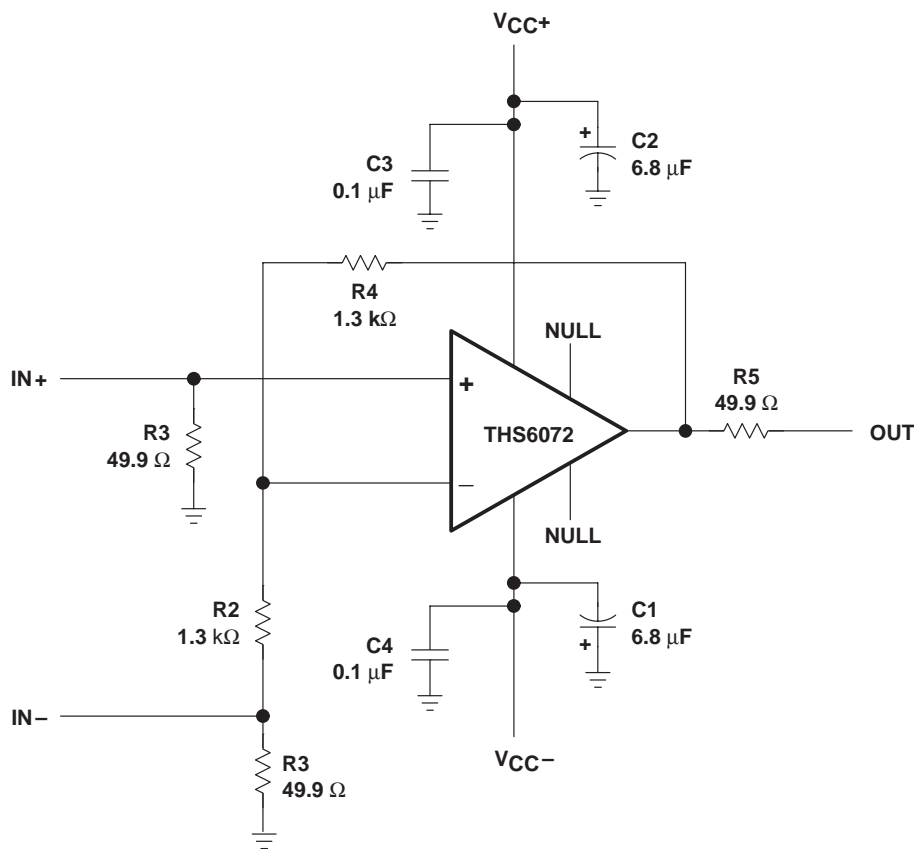 VCC+
C3
0.1 μF
C2
6.8 μF
+
R4
1.3 kΩ
NULL
IN+
+
R3
49.9 Ω
THS6072
R5
49.9 Ω
OUT
−
NULL
R2
1.3 kΩ
C4
0.1 μF
C1
6.8 μF
+
IN−
R3
49.9 Ω
VCC−